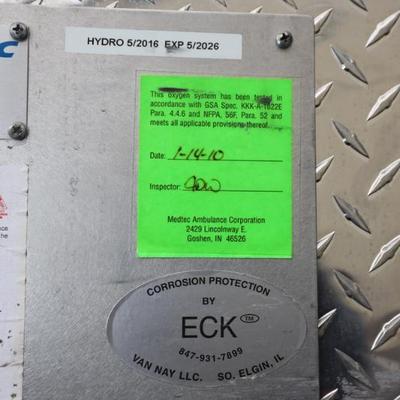 HYDRO 5/2016 EXP 5/2026
C
This oxygen system has been tested in
accordance with GSA Spec. KKK-A-1822E
Para. 4.4.6 and NFPA, 56F, Para. 52 and
meets all applicable provisions thereof.
Date: 1-14-10
Inspector:
Medtec Ambulance Corporation
2429 Lincolnway E.
Goshen, IN 46526
CORROSION PROTECTION
BY
ECK™
847-931-7899
VAN NAY LLC. SO. ELGIN, IL